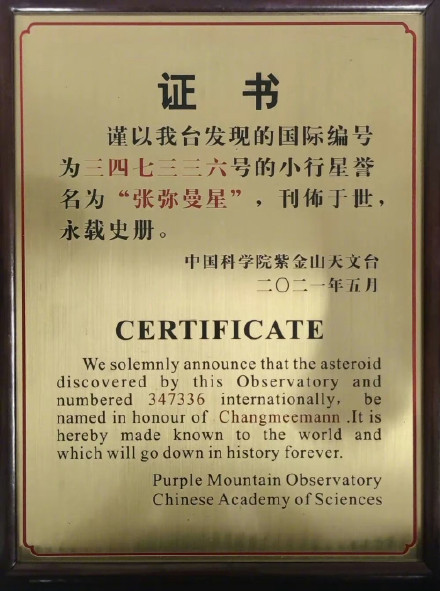 证 书
谨以我台发现的国际编号
为三四七三三六号的小行星誉
名为“张弥曼星”，刊佈于世，
永载史册。
中国科学院紫金山天文台
二〇二一年五月
CERTIFICATE
We solemnly announce that the asteroid
discovered by this Observatory and
numbered 347336 internationally, be
named in honour of Changmeemann .It is
hereby made known to the world and
which will go down in history forever.
Purple Mountain Observatory
Chinese Academy of Sciences